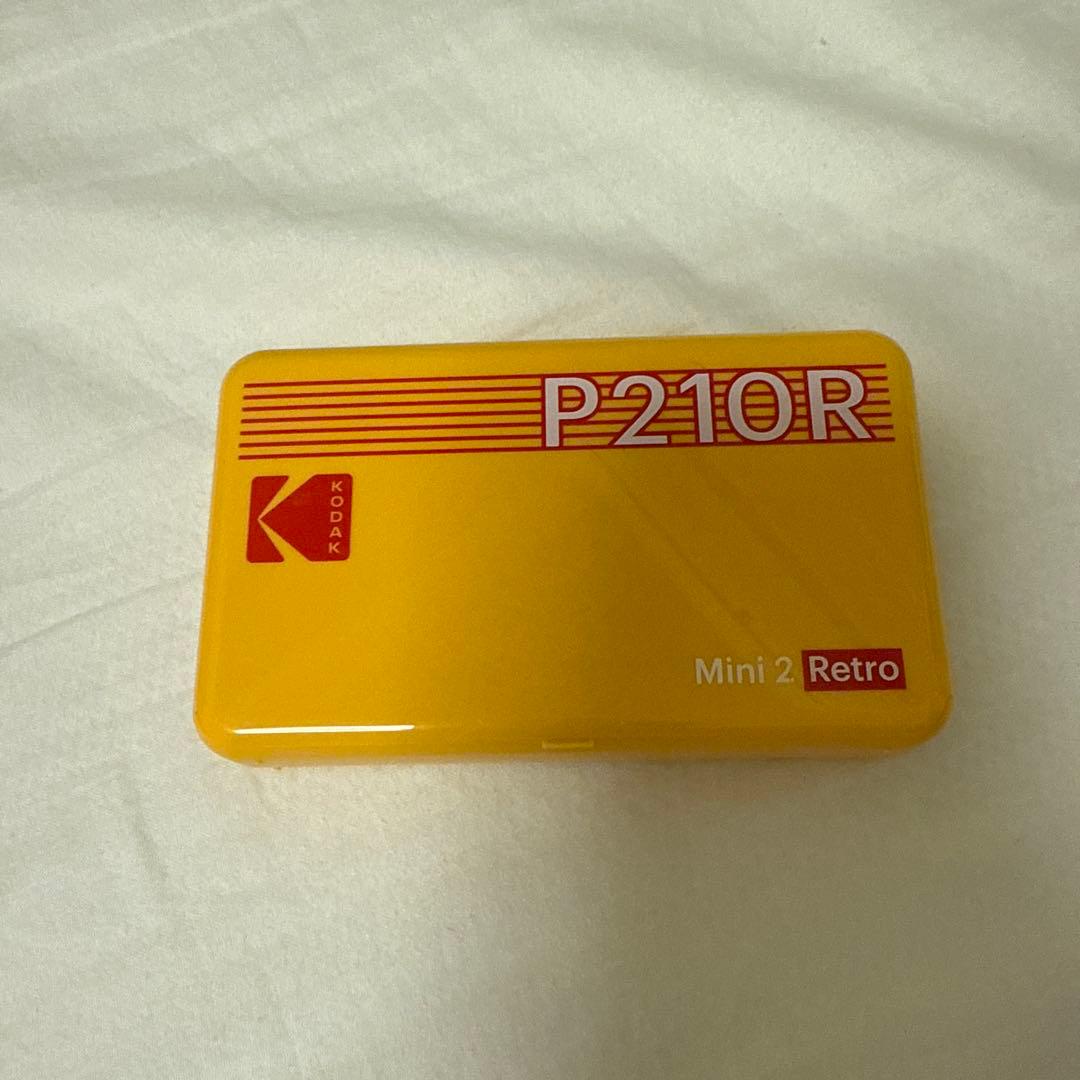 P210R
KODAK
Mini 2 Retro